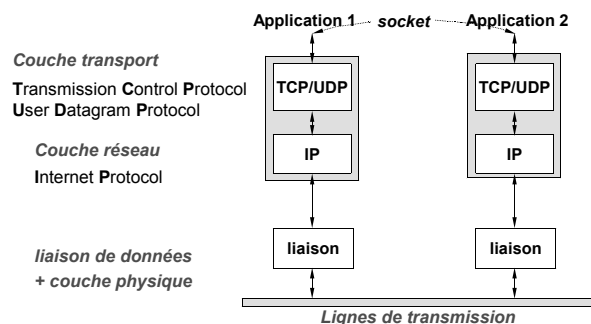 Application 1 socket Application 2
Couche transport
Transmission Control Protocol
User Datagram Protocol
TCP/UDP TCP/UDP
Couche réseau
Internet Protocol
IP IP
liaison de données
+ couche physique
liaison liaison
Lignes de transmission